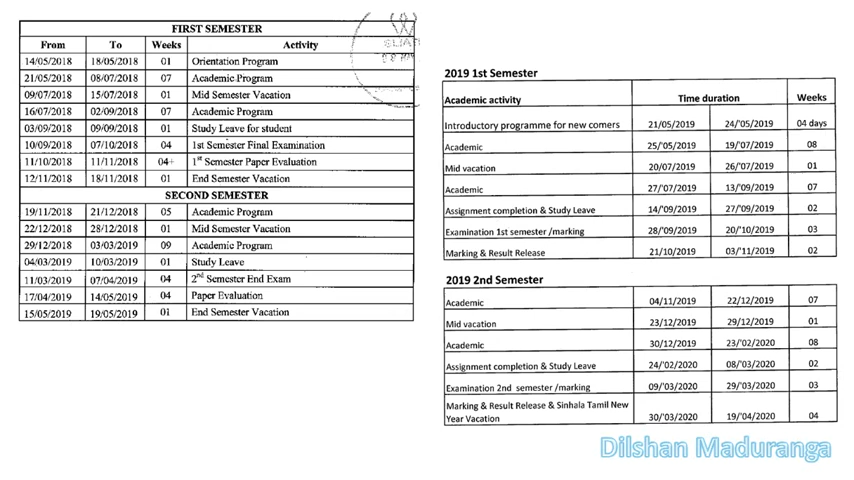 FIRST SEMESTER
From To Weeks Activity
14/05/2018 18/05/2018 01 Orientation Program
21/05/2018 08/07/2018 07 Academic Program
09/07/2018 15/07/2018 01 Mid Semester Vacation
16/07/2018 02/09/2018 07 Academic Program
03/09/2018 09/09/2018 01 Study Leave for student
10/09/2018 07/10/2018 04 1st Semester Final Examination
11/10/2018 11/11/2018 04+ 1st Semester Paper Evaluation
12/11/2018 18/11/2018 01 End Semester Vacation
SECOND SEMESTER
19/11/2018 21/12/2018 05 Academic Program
22/12/2018 28/12/2018 01 Mid Semester Vacation
29/12/2018 03/03/2019 09 Academic Program
04/03/2019 10/03/2019 01 Study Leave
11/03/2019 07/04/2019 04 2nd Semester End Exam
17/04/2019 14/05/2019 04 Paper Evaluation
15/05/2019 19/05/2019 01 End Semester Vacation
2019 1st Semester
Academic activity Time duration Weeks
Introductory programme for new comers 21/05/2019 24/'05/2019 04 days
Academic 25/'05/2019 19/'07/2019 08
Mid vacation 20/07/2019 26/'07/2019 01
Academic 27/'07/2019 13/'09/2019 07
Assignment completion & Study Leave 14/'09/2019 27/'09/2019 02
Examination 1st semester /marking 28/'09/2019 20/'10/2019 03
Marking & Result Release 21/10/2019 03/'11/2019 02
2019 2nd Semester
Academic 04/11/2019 22/12/2019 07
Mid vacation 23/12/2019 29/12/2019 01
Academic 30/12/2019 23/'02/2020 08
Assignment completion & Study Leave 24/'02/2020 08/'03/2020 02
Examination 2nd semester /marking 09/'03/2020 29/'03/2020 03
Marking & Result Release & Sinhala Tamil New
Year Vacation 30/'03/2020 19/'04/2020 04
Dilshan Maduranga